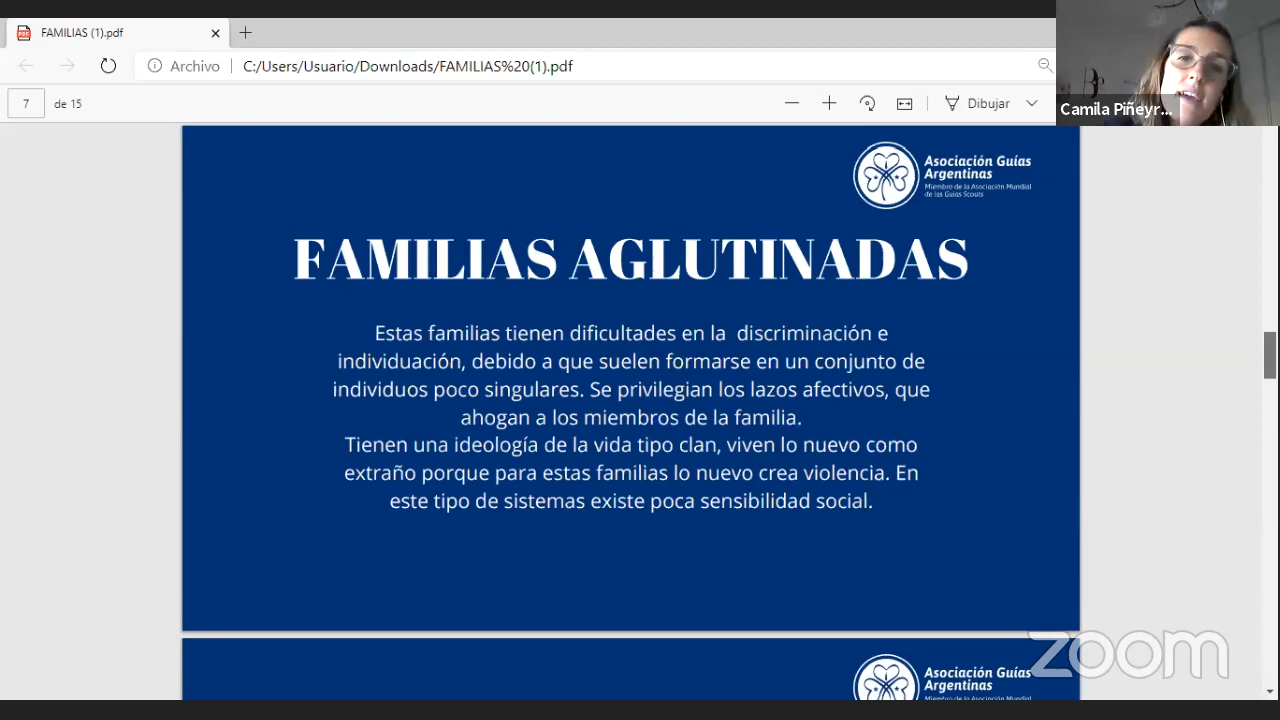 FAMILIAS (1).pdf
Archivo
C:/Users/Usuario/Downloads/FAMILIAS%20(1).pdf
7 de 15
Dibujar
Camila Piñeyr...
Asociación Guías
Argentinas
Miembro de la Asociación Mundial
de las Guías Scouts
FAMILIAS AGLUTINADAS
Estas familias tienen dificultades en la discriminación e
individuación, debido a que suelen formarse en un conjunto de
individuos poco singulares. Se privilegian los lazos afectivos, que
ahogan a los miembros de la familia.
Tienen una ideología de la vida tipo clan, viven lo nuevo como
extraño porque para estas familias lo nuevo crea violencia. En
este tipo de sistemas existe poca sensibilidad social.
zoom
Asociación Guías
Argentinas
Miembro de la Asociación Mundial